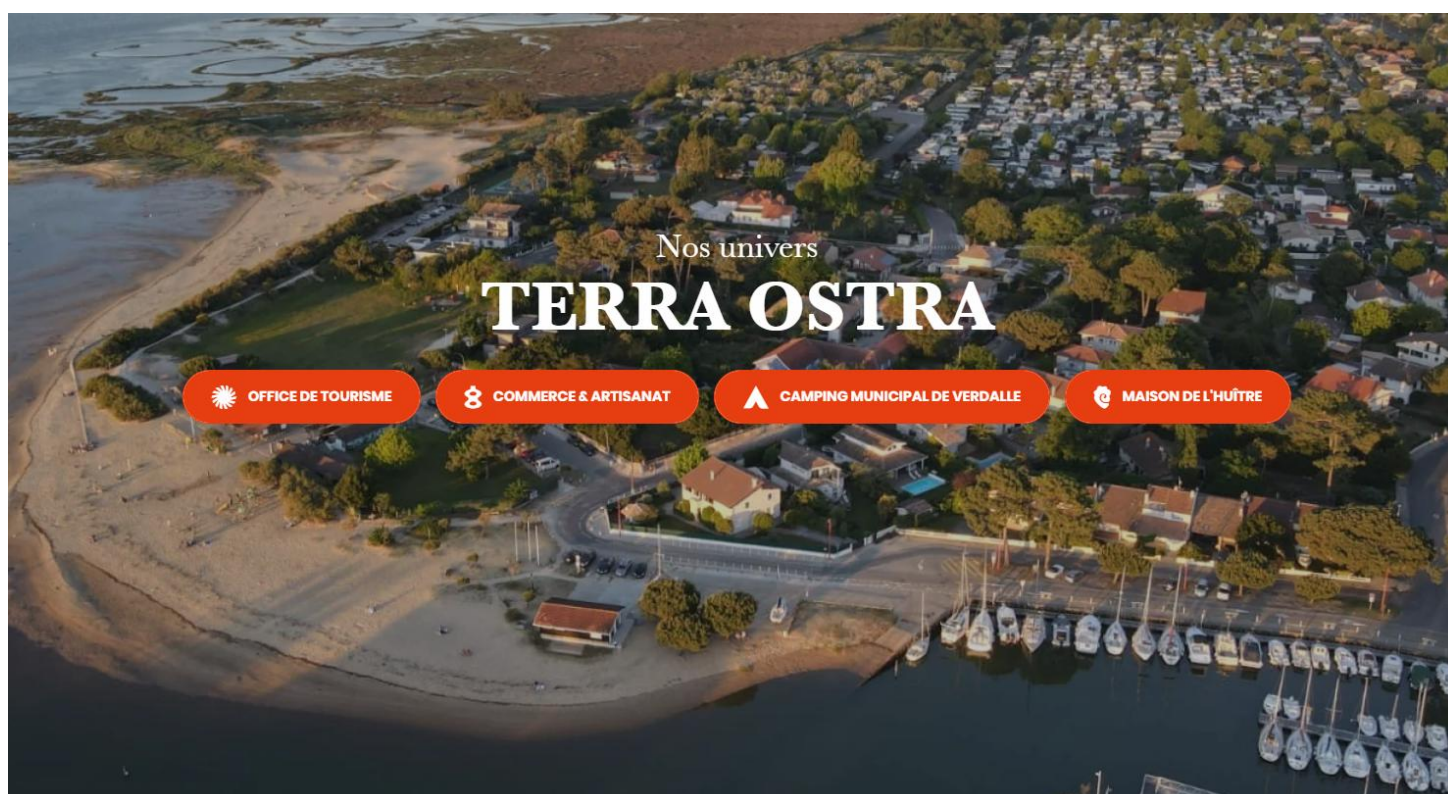 Nos univers
TERRA OSTRA
OFFICE DE TOURISME
COMMERCE & ARTISANAT
CAMPING MUNICIPAL DE VERDALLE
MAISON DE L'HUÎTRE